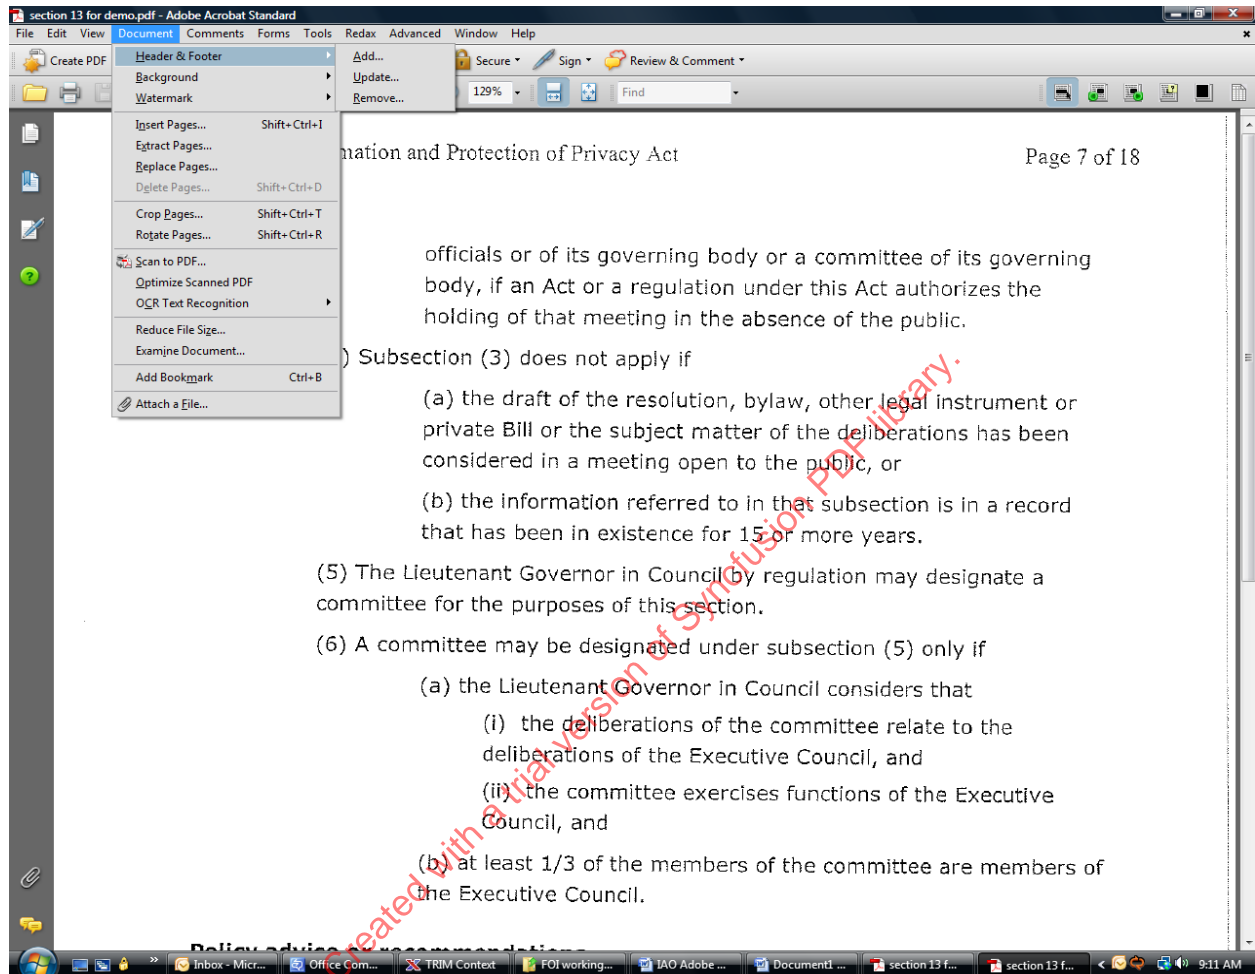 section 13 for demo.pdf - Adobe Acrobat Standard
File Edit View Document Comments Forms Tools Redax Advanced Window Help
Create PDF
Secure
Sign
Review & Comment
129%
Find
Header & Footer
Background
Watermark
Insert Pages... Shift+Ctrl+I
Extract Pages...
Replace Pages...
Delete Pages... Shift+Ctrl+D
Crop Pages... Shift+Ctrl+T
Rotate Pages... Shift+Ctrl+R
Scan to PDF...
Optimize Scanned PDF
OCR Text Recognition
Reduce File Size...
Examine Document...
Add Bookmark Ctrl+B
Attach a File...
Add...
Update...
Remove...
mation and Protection of Privacy Act Page 7 of 18
officials or of its governing body or a committee of its governing
body, if an Act or a regulation under this Act authorizes the
holding of that meeting in the absence of the public.
) Subsection (3) does not apply if
(a) the draft of the resolution, bylaw, other legal instrument or
private Bill or the subject matter of the deliberations has been
considered in a meeting open to the public, or
(b) the information referred to in that subsection is in a record
that has been in existence for 15 or more years.
(5) The Lieutenant Governor in Council by regulation may designate a
committee for the purposes of this section.
(6) A committee may be designated under subsection (5) only if
(a) the Lieutenant Governor in Council considers that
(i) the deliberations of the committee relate to the
deliberations of the Executive Council, and
(ii) the committee exercises functions of the Executive
Council, and
(b) at least 1/3 of the members of the committee are members of
the Executive Council.
Policy advice or recommendations
Created with a trial version of Syncfusion PDF library.
Inbox - Micr... Office Com... TRIM Context FOI working... IAO Adobe ... Document1 ... section 13 f... section 13 f... 9:11 AM